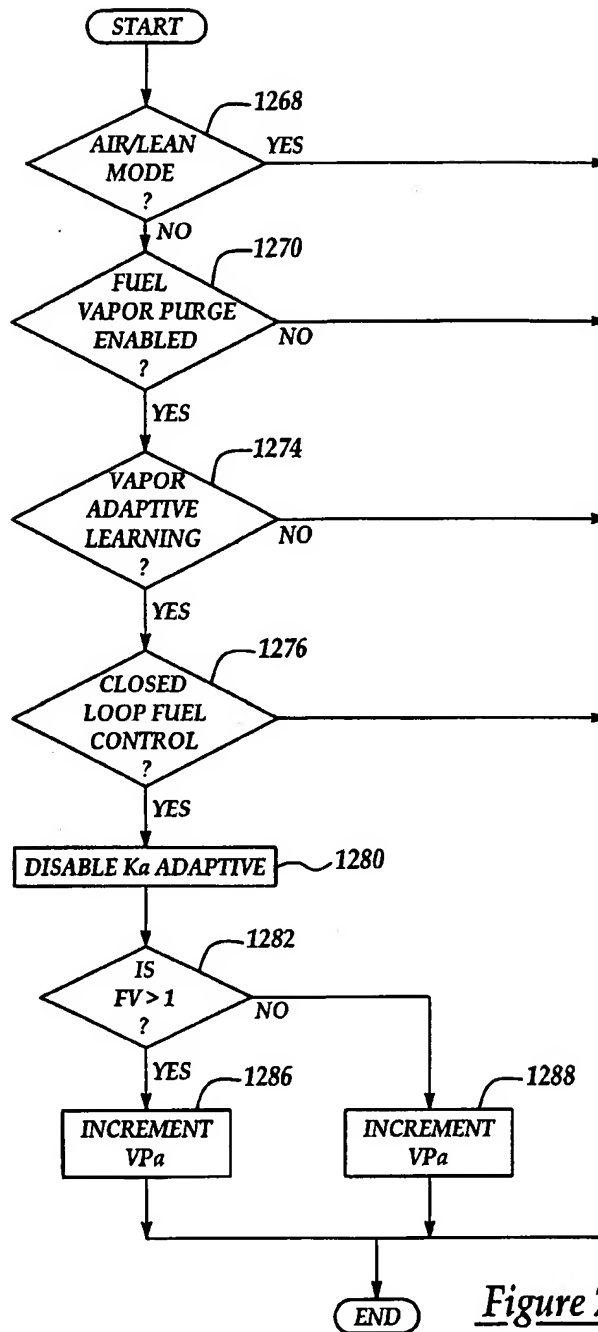 START
1268
AIR/LEAN
MODE
?
YES
NO
1270
FUEL
VAPOR PURGE
ENABLED
?
NO
YES
1274
VAPOR
ADAPTIVE
LEARNING
?
NO
YES
1276
CLOSED
LOOP FUEL
CONTROL
?
YES
DISABLE Ka ADAPTIVE
1280
1282
IS
FV > 1
?
NO
YES
1286
1288
INCREMENT
VPa
INCREMENT
VPa
END
Figure